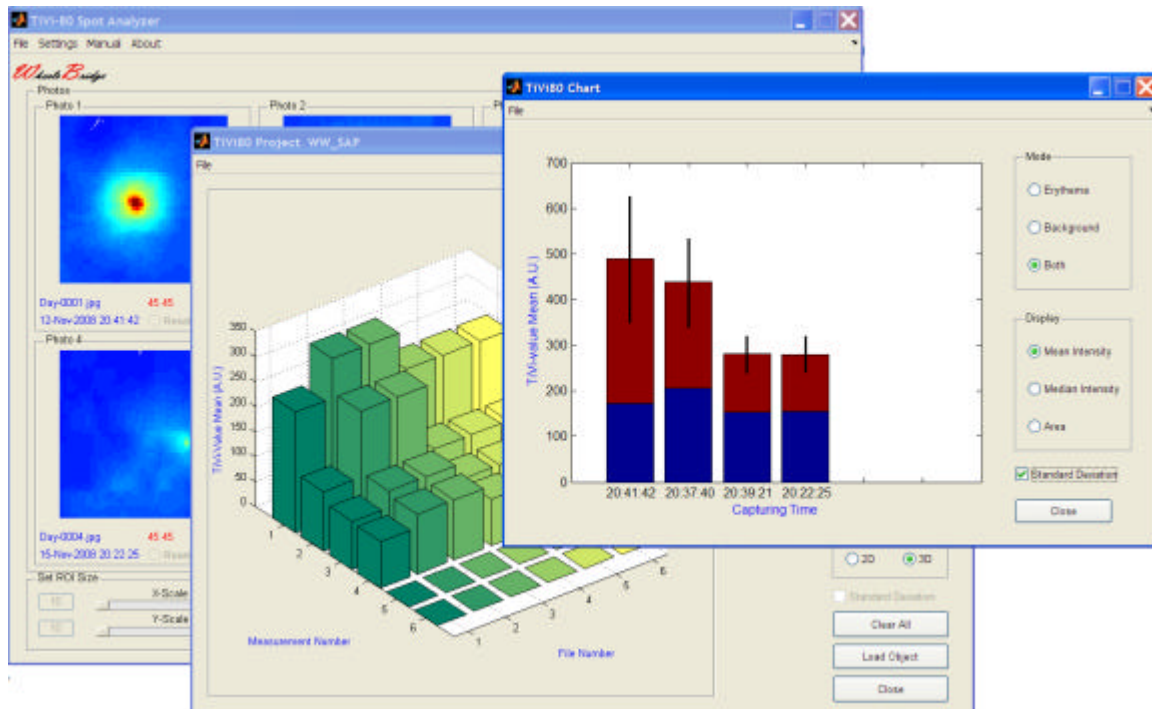 TiVi-80 Spot Analyzer
File Settings Manual About
Wheels Bridge
Photos
Photo 1
Photo 2
Day-0001.jpg 45 45
12-Nov-2008 20:41:42
Photo 4
Day-0004.jpg 45 45
15-Nov-2008 20:22:25
Set ROI Size
10
X-Scale
10
Y-Scale
TiVi80 Project WW_SAP
File
TiVi-Value Mean (A.U.)
350
300
250
200
150
100
50
0
1
2
3
4
5
6
Measurement Number
1
2
3
4
5
6
File Number
2D 3D
Standard Deviation
Clear All
Load Object
Close
TiVi80 Chart
File
TiVi-value Mean (A.U.)
700
600
500
400
300
200
100
0
20:41:42 20:37:40 20:39:21 20:22:25
Capturing Time
Mode
Erythema
Background
Both
Display
Mean Intensity
Median Intensity
Area
Standard Deviation
Close